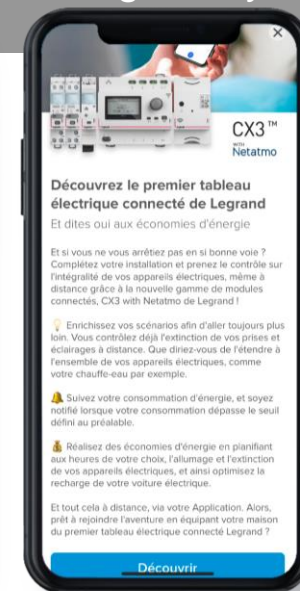 CX3™
WITH
Netatmo
Découvrez le premier tableau
électrique connecté de Legrand
Et dites oui aux économies d'énergie
Et si vous ne vous arrêtiez pas en si bonne voie ?
Complétez votre installation et prenez le contrôle sur
l'intégralité de vos appareils électriques, même à
distance grâce à la nouvelle gamme de modules
connectés, CX3 with Netatmo de Legrand !
💡 Enrichissez vos scénarios afin d'aller toujours plus
loin. Vous contrôlez déjà l'extinction de vos prises et
éclairages à distance. Que diriez-vous de l'étendre à
l'ensemble de vos appareils électriques, comme
votre chauffe-eau par exemple.
🔔 Suivez votre consommation d'énergie, et soyez
notifié lorsque votre consommation dépasse le seuil
défini au préalable.
💰 Réalisez des économies d'énergie en planifiant
aux heures de votre choix, l'allumage et l'extinction
de vos appareils électriques, et ainsi optimisez la
recharge de votre voiture électrique.
Et tout cela à distance, via votre Application. Alors,
prêt à rejoindre l'aventure en équipant votre maison
du premier tableau électrique connecté Legrand ?
Découvrir